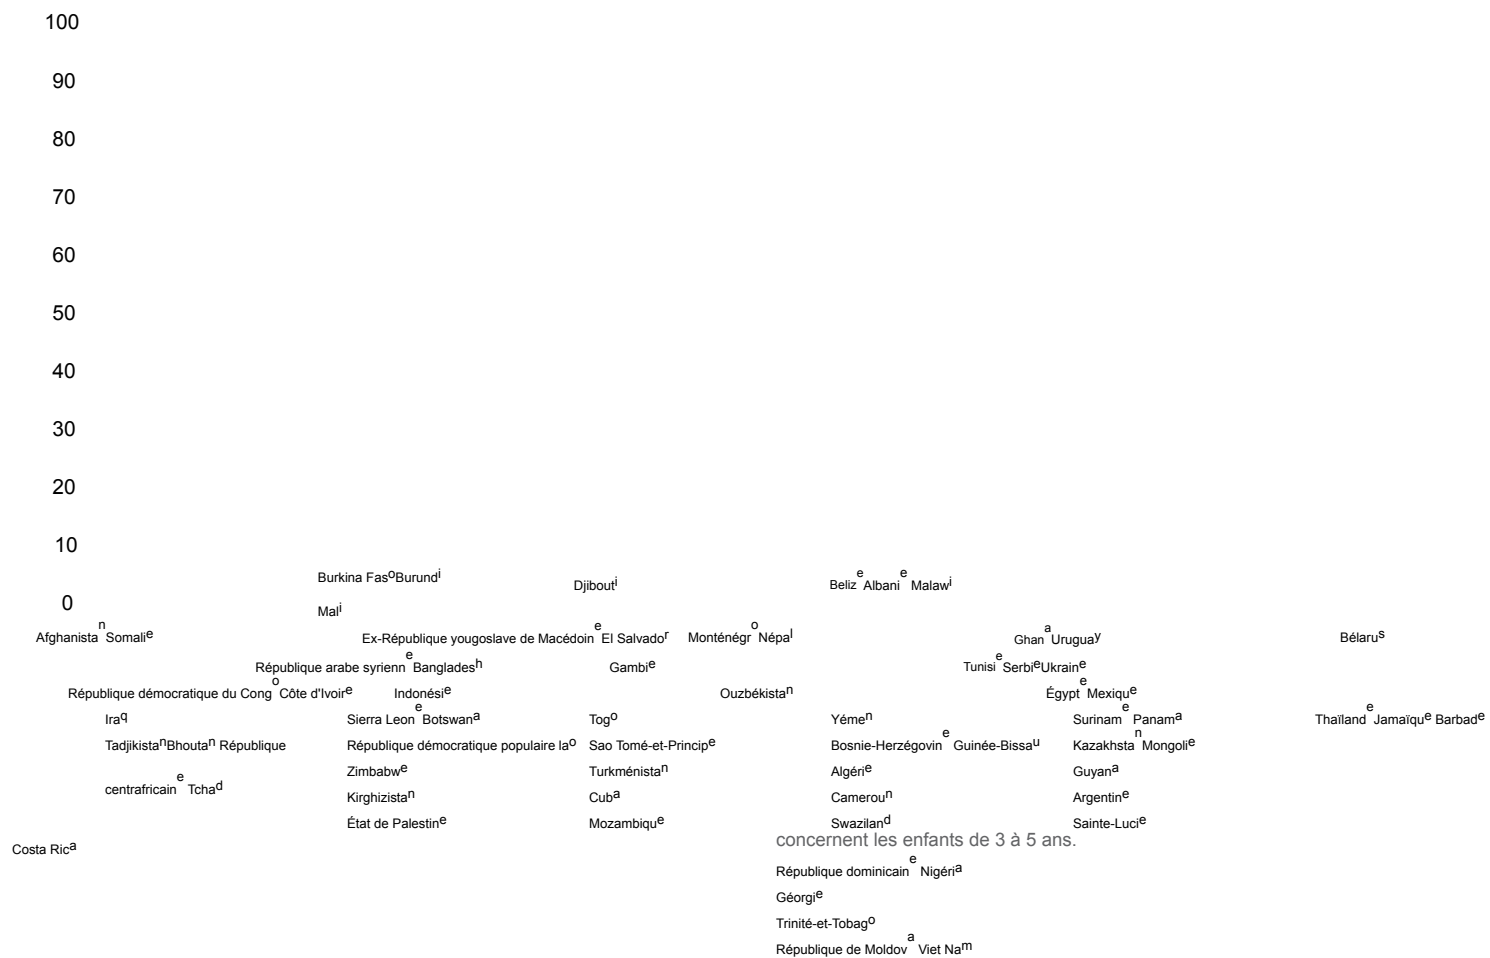 100
90
80
70
60
50
40
30
20
10
0
Burkina Faso Burundi
Djibouti
Belize Albanie Malawi
Mali
Afghanistan Somalie
Ex-République yougoslave de Macédoine El Salvador
Monténégro Népal
Ghana Uruguay
Bélarus
République arabe syrienne Bangladesh
Gambie
Tunisie Serbie Ukraine
République démocratique du Congo Côte d'Ivoire
Indonésie
Ouzbékistan
Égypte Mexique
Iraq
Sierra Leone Botswana
Togo
Yémen
Suriname Panama
Thaïlande Jamaïque Barbade
Tadjikistan Bhoutan République
République démocratique populaire lao
Sao Tomé-et-Principe
Bosnie-Herzégovine Guinée-Bissau
Kazakhstan Mongolie
Zimbabwe
Turkménistan
Algérie
Guyana
centrafricaine Tchad
Kirghizistan
Cuba
Cameroun
Argentine
État de Palestine
Mozambique
Swaziland
Sainte-Lucie
concernent les enfants de 3 à 5 ans.
Costa Rica
République dominicaine Nigéria
Géorgie
Trinité-et-Tobago
République de Moldova Viet Nam